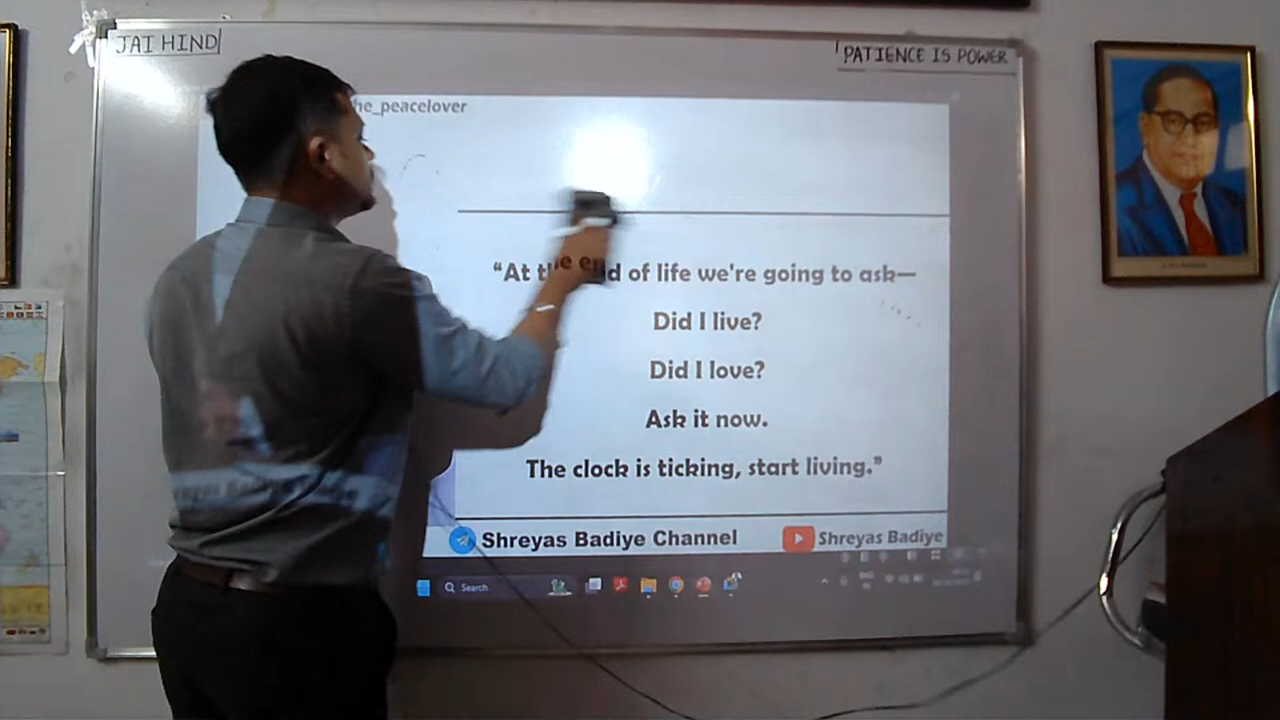 JAI HIND
PATIENCE IS POWER
he_peacelover
“At the end of life we're going to ask—
Did I live?
Did I love?
Ask it now.
The clock is ticking, start living.”
Shreyas Badiye Channel
Shreyas Badiye
Search